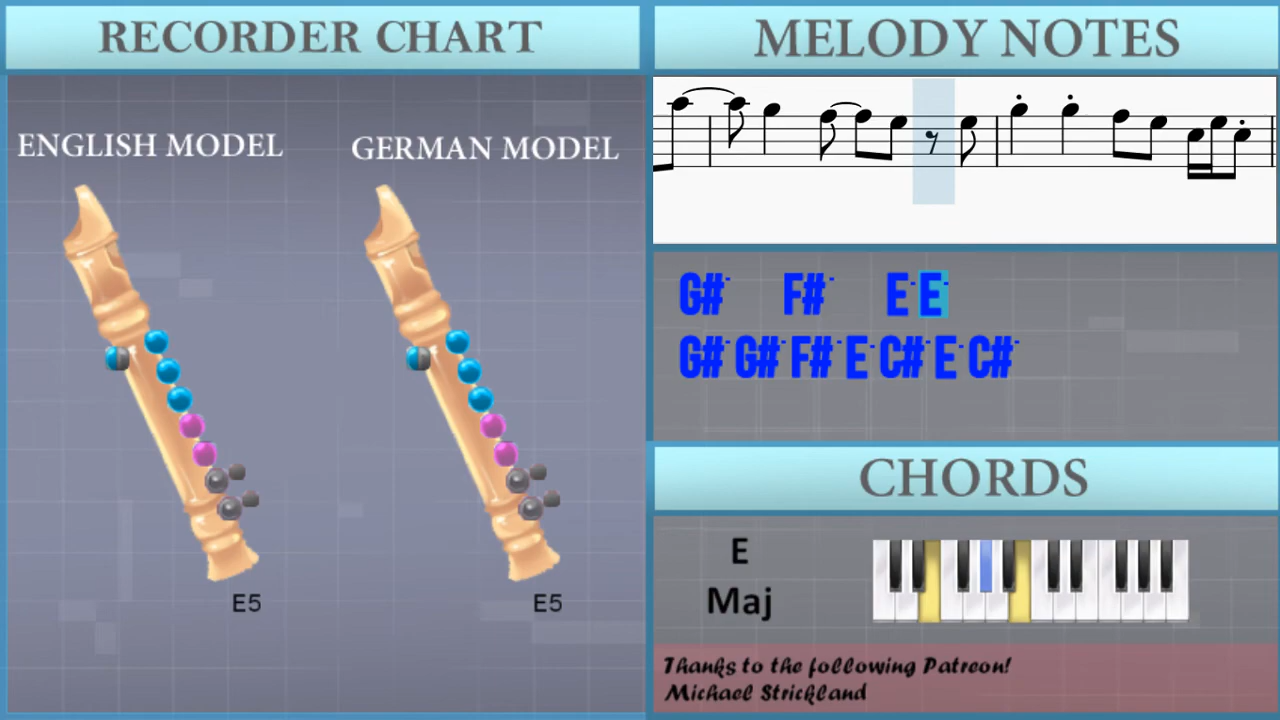 RECORDER CHART
ENGLISH MODEL
GERMAN MODEL
E5
E5
MELODY NOTES
G#· F#· E· E·
G#· G#· F#· E· C#· E· C#·
CHORDS
E
Maj
Thanks to the following Patreon!
Michael Strickland